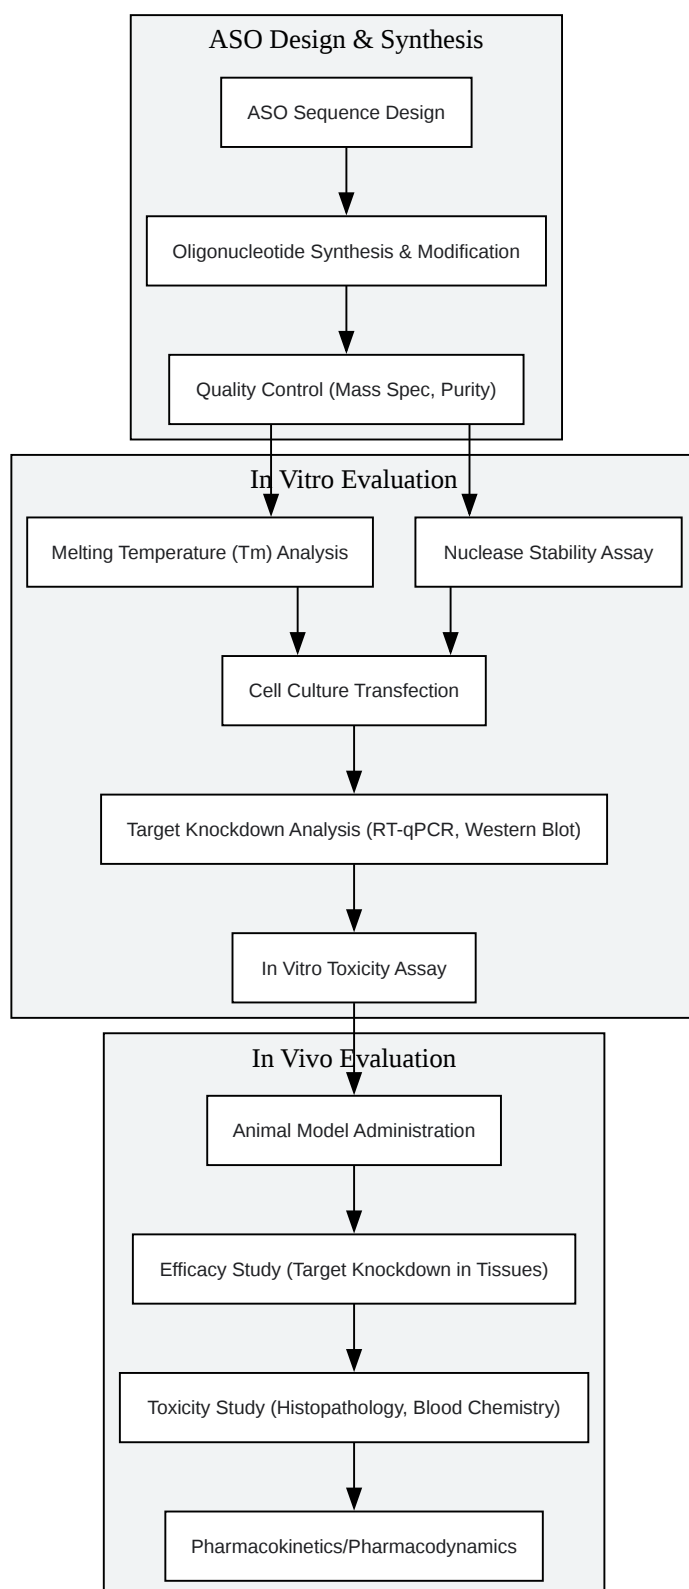 ASO Design & Synthesis
ASO Sequence Design
Oligonucleotide Synthesis & Modification
Quality Control (Mass Spec, Purity)
In Vitro Evaluation
Melting Temperature (Tm) Analysis
Nuclease Stability Assay
Cell Culture Transfection
Target Knockdown Analysis (RT-qPCR, Western Blot)
In Vitro Toxicity Assay
In Vivo Evaluation
Animal Model Administration
Efficacy Study (Target Knockdown in Tissues)
Toxicity Study (Histopathology, Blood Chemistry)
Pharmacokinetics/Pharmacodynamics